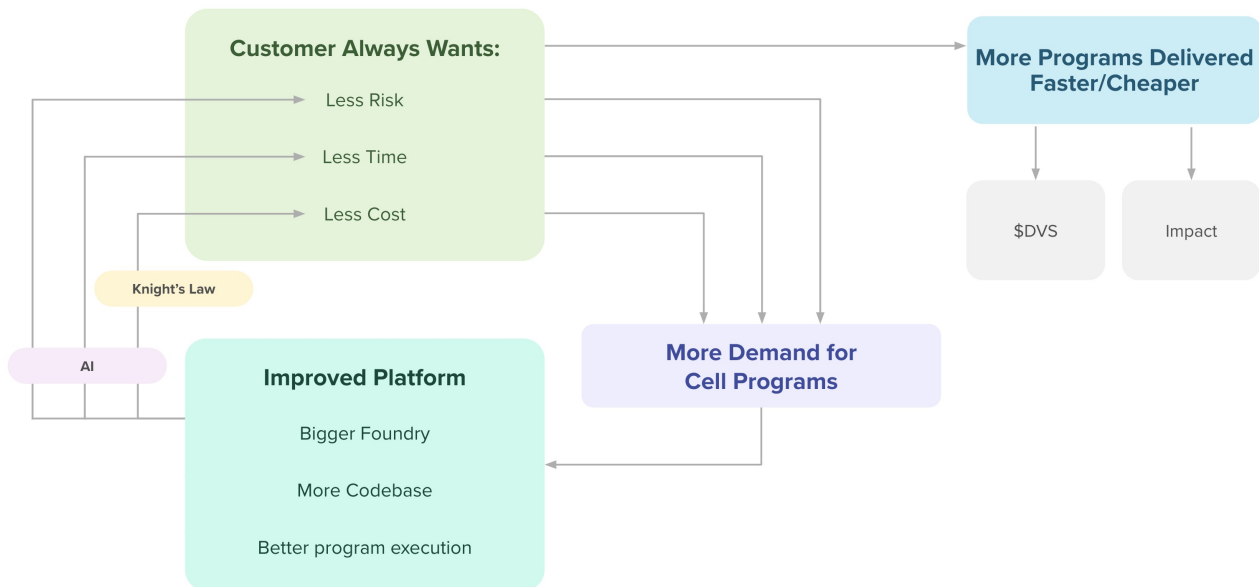 Customer Always Wants:
Less Risk
Less Time
Less Cost
More Programs Delivered
Faster/Cheaper
$DVS
Impact
Knight's Law
AI
More Demand for
Cell Programs
Improved Platform
Bigger Foundry
More Codebase
Better program execution